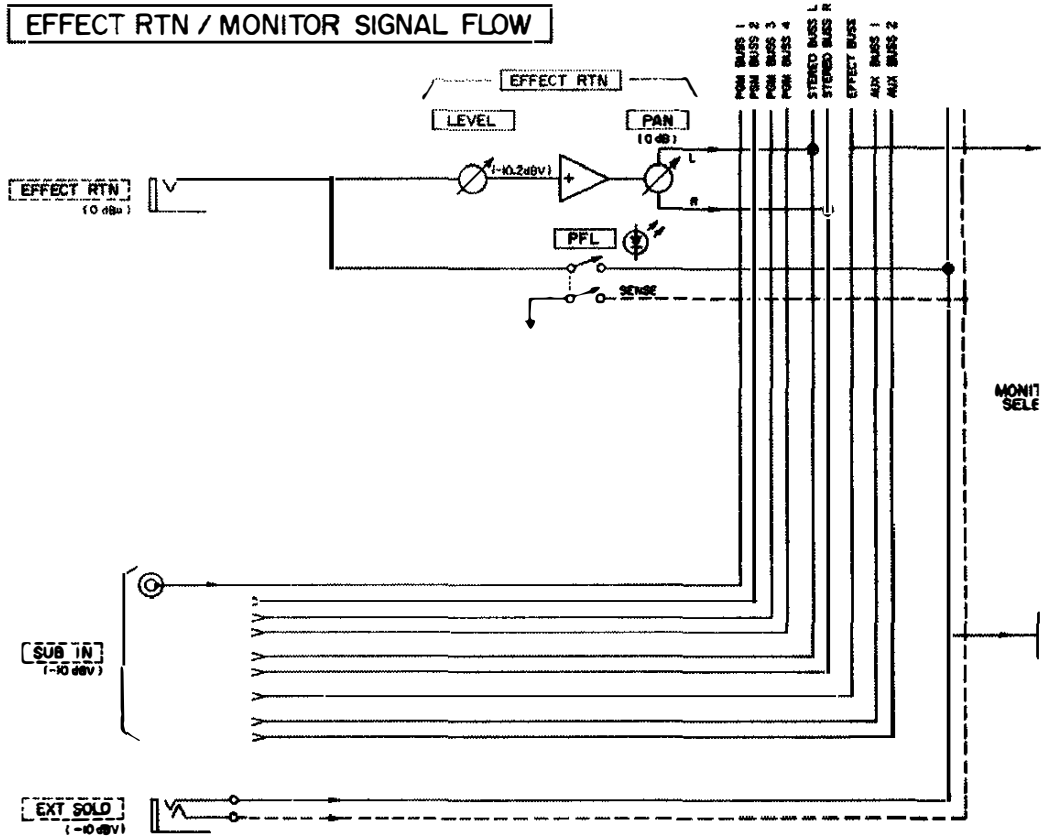 EFFECT RTN / MONITOR SIGNAL FLOW
PGM BUSS 1
PGM BUSS 2
PGM BUSS 3
PGM BUSS 4
STEREO BUSS L
STEREO BUSS R
EFFECT BUSS
AUX BUSS 1
AUX BUSS 2
EFFECT RTN
LEVEL
PAN
(0 dB)
L
(-10.2dBV)
+
EFFECT RTN
(0 dBu)
R
PFL
SENSE
MONIT
SELE
SUB IN
(-10 dBV)
EXT SOLO
(-10 dBV)